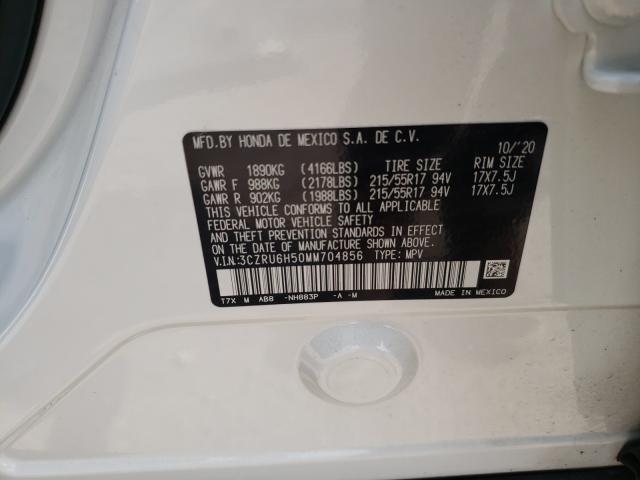 MFD.BY HONDA DE MEXICO S.A. DE C.V. 10/'20
GVWR 1890KG (4166LBS) TIRE SIZE RIM SIZE
GAWR F 988KG (2178LBS) 215/55R17 94V 17X7.5J
GAWR R 902KG (1988LBS) 215/55R17 94V 17X7.5J
THIS VEHICLE CONFORMS TO ALL APPLICABLE
FEDERAL MOTOR VEHICLE SAFETY
AND THEFT PREVENTION STANDARDS IN EFFECT
ON THE DATE OF MANUFACTURE SHOWN ABOVE.
V.I.N:3CZRU6H50MM704856 TYPE: MPV
T7X M AB8 -NH883P -A -M MADE IN MEXICO